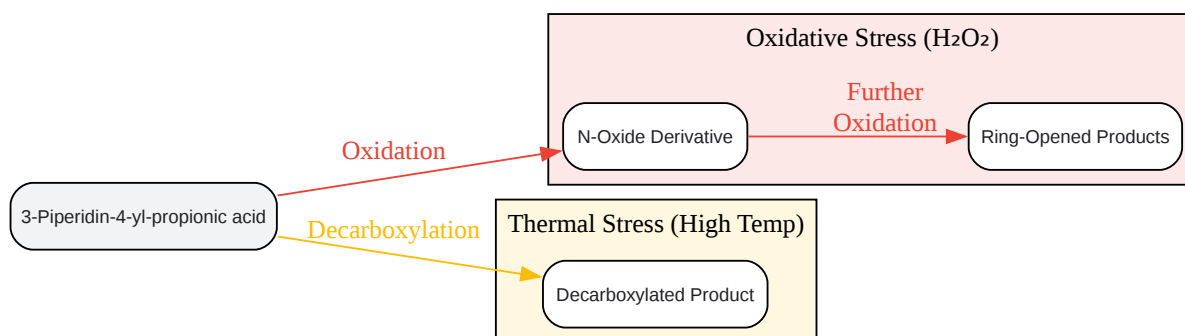 Oxidative Stress (H₂O₂)
Further
Oxidation
N-Oxide Derivative
Ring-Opened Products
Oxidation
3-Piperidin-4-yl-propionic acid
Decarboxylation
Thermal Stress (High Temp)
Decarboxylated Product